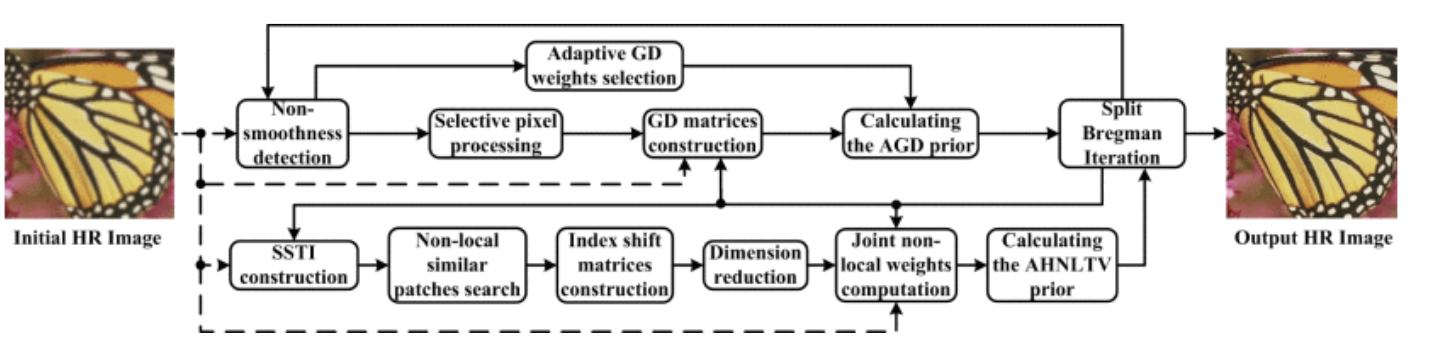 Adaptive GD
weights selection
Non-
smoothness
detection
Selective pixel
processing
GD matrices
construction
Calculating
the AGD prior
Split
Bregman
Iteration
Initial HR Image
Output HR Image
SSTI
construction
Non-local
similar
patches search
Index shift
matrices
construction
Dimension
reduction
Joint non-
local weights
computation
Calculating
the AHNLTV
prior